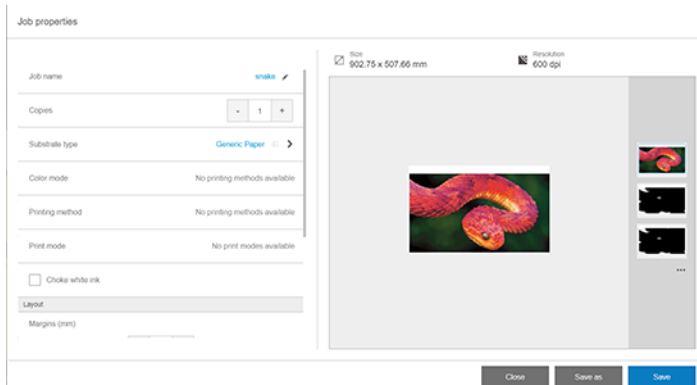 Job properties
Job name
snake
Copies
- 1 +
Substrate type
Generic Paper
Color mode
No printing methods available
Printing method
No printing methods available
Print mode
No print modes available
Choke white ink
Layout
Margins (mm)
Size
902.75 x 507.66 mm
Resolution
600 dpi
...
Close
Save as
Save